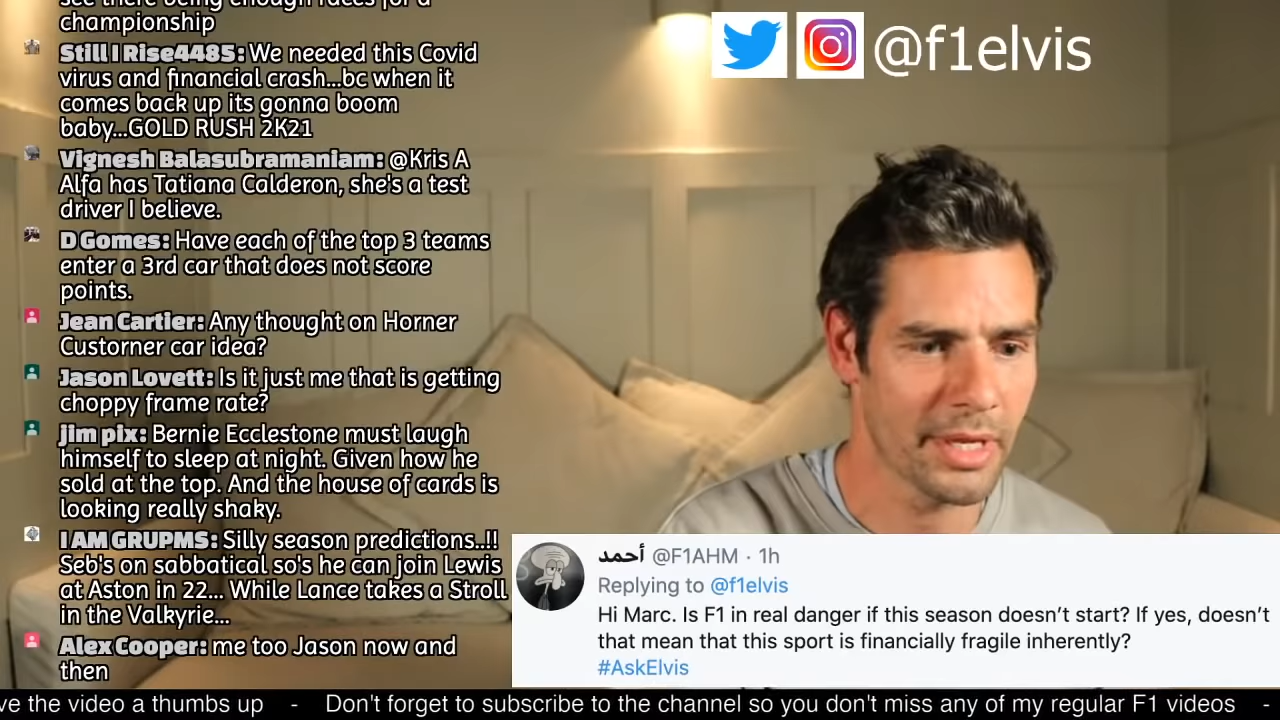 see there being enough races for a
championship
Still I Rise4485: We needed this Covid
virus and financial crash...bc when it
comes back up its gonna boom
baby...GOLD RUSH 2K21
Vignesh Balasubramaniam: @Kris A
Alfa has Tatiana Calderon, she's a test
driver I believe.
D Gomes: Have each of the top 3 teams
enter a 3rd car that does not score
points.
Jean Cartier: Any thought on Horner
Custorner car idea?
Jason Lovett: Is it just me that is getting
choppy frame rate?
jim pix: Bernie Ecclestone must laugh
himself to sleep at night. Given how he
sold at the top. And the house of cards is
looking really shaky.
I AM GRUPMS: Silly season predictions..!!
Seb's on sabbatical so's he can join Lewis
at Aston in 22... While Lance takes a Stroll
in the Valkyrie...
Alex Cooper: me too Jason now and
then
@f1elvis
أحمد @F1AHM · 1h
Replying to @f1elvis
Hi Marc. Is F1 in real danger if this season doesn't start? If yes, doesn't
that mean that this sport is financially fragile inherently?
#AskElvis
ve the video a thumbs up - Don't forget to subscribe to the channel so you don't miss any of my regular F1 videos -